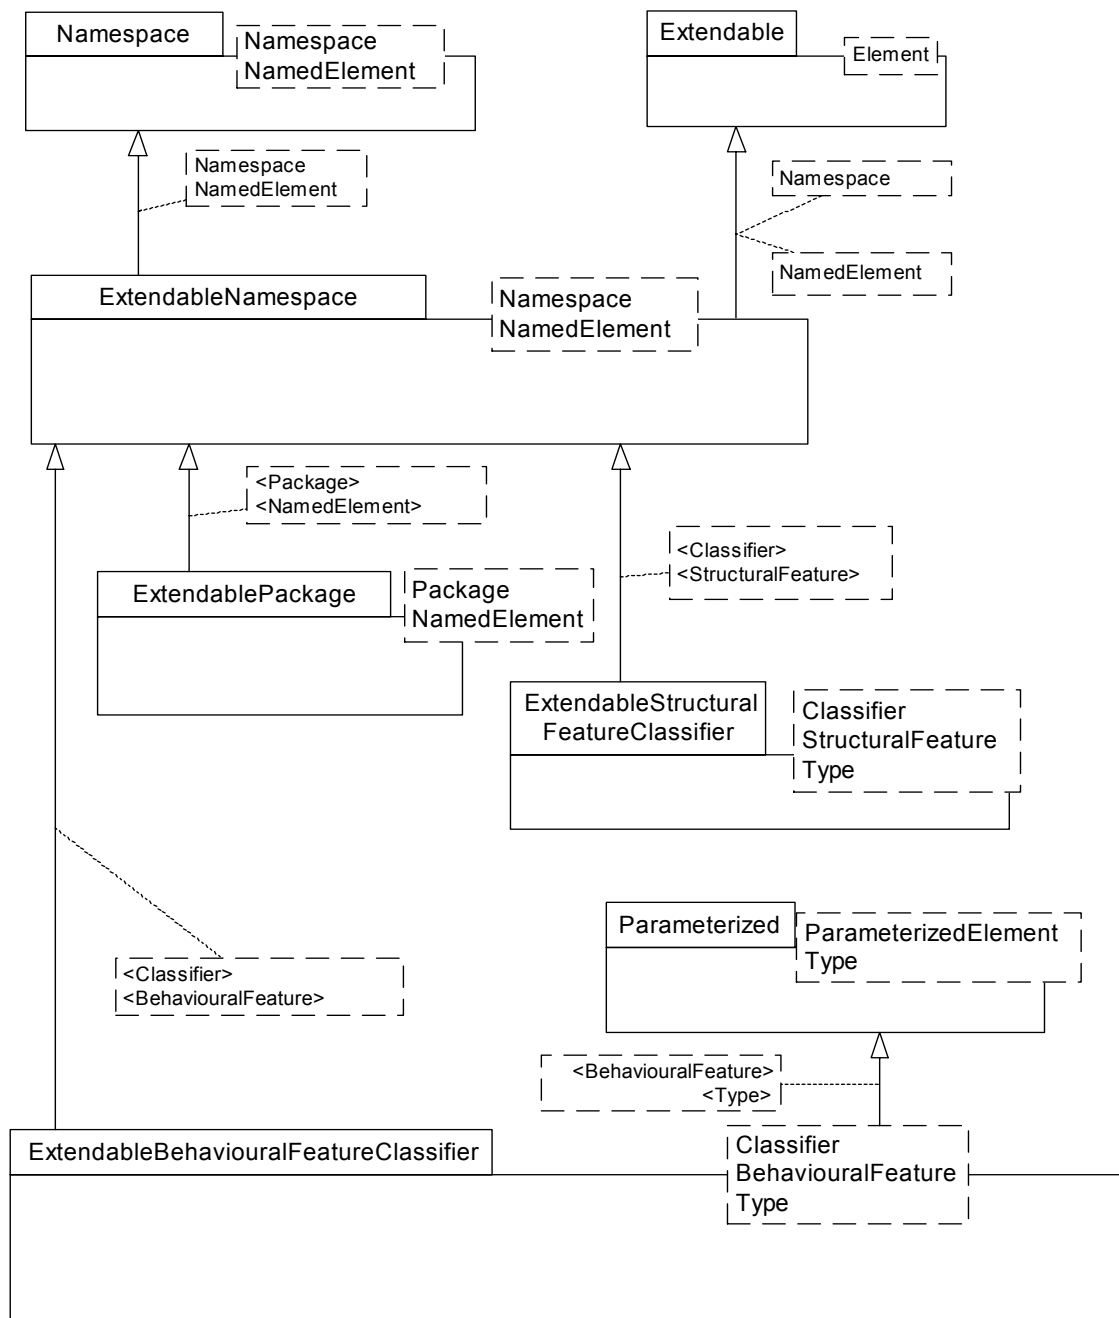 Namespace
Namespace
NamedElement
Extendable
Element
Namespace
NamedElement
Namespace
NamedElement
ExtendableNamespace
Namespace
NamedElement
<Package>
<NamedElement>
<Classifier>
<StructuralFeature>
ExtendablePackage
Package
NamedElement
ExtendableStructural
FeatureClassifier
Classifier
StructuralFeature
Type
Parameterized
ParameterizedElement
Type
<Classifier>
<BehaviouralFeature>
<BehaviouralFeature>
<Type>
ExtendableBehaviouralFeatureClassifier
Classifier
BehaviouralFeature
Type